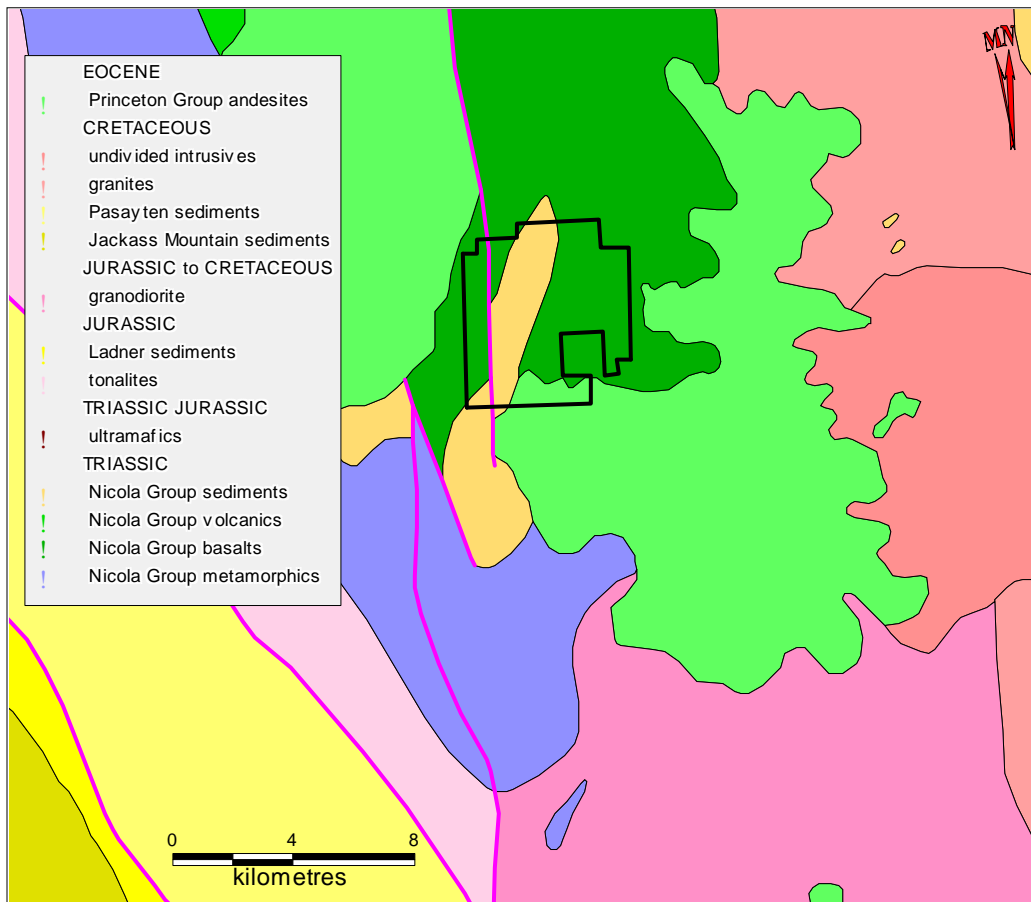 MN
EOCENE
Princeton Group andesites
CRETACEOUS
undivided intrusives
granites
Pasayten sediments
Jackass Mountain sediments
JURASSIC to CRETACEOUS
granodiorite
JURASSIC
Ladner sediments
tonalites
TRIASSIC JURASSIC
ultramafics
TRIASSIC
Nicola Group sediments
Nicola Group volcanics
Nicola Group basalts
Nicola Group metamorphics
0 4 8
kilometres